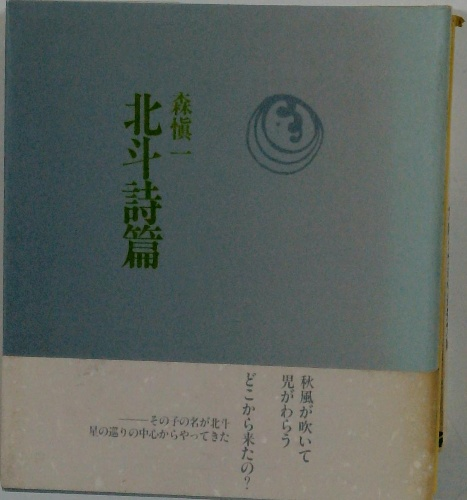 森愼一
北斗詩篇
秋風が吹いて
児がわらう
どこから来たの?
――その子の名が北斗
星の巡りの中心からやってきた